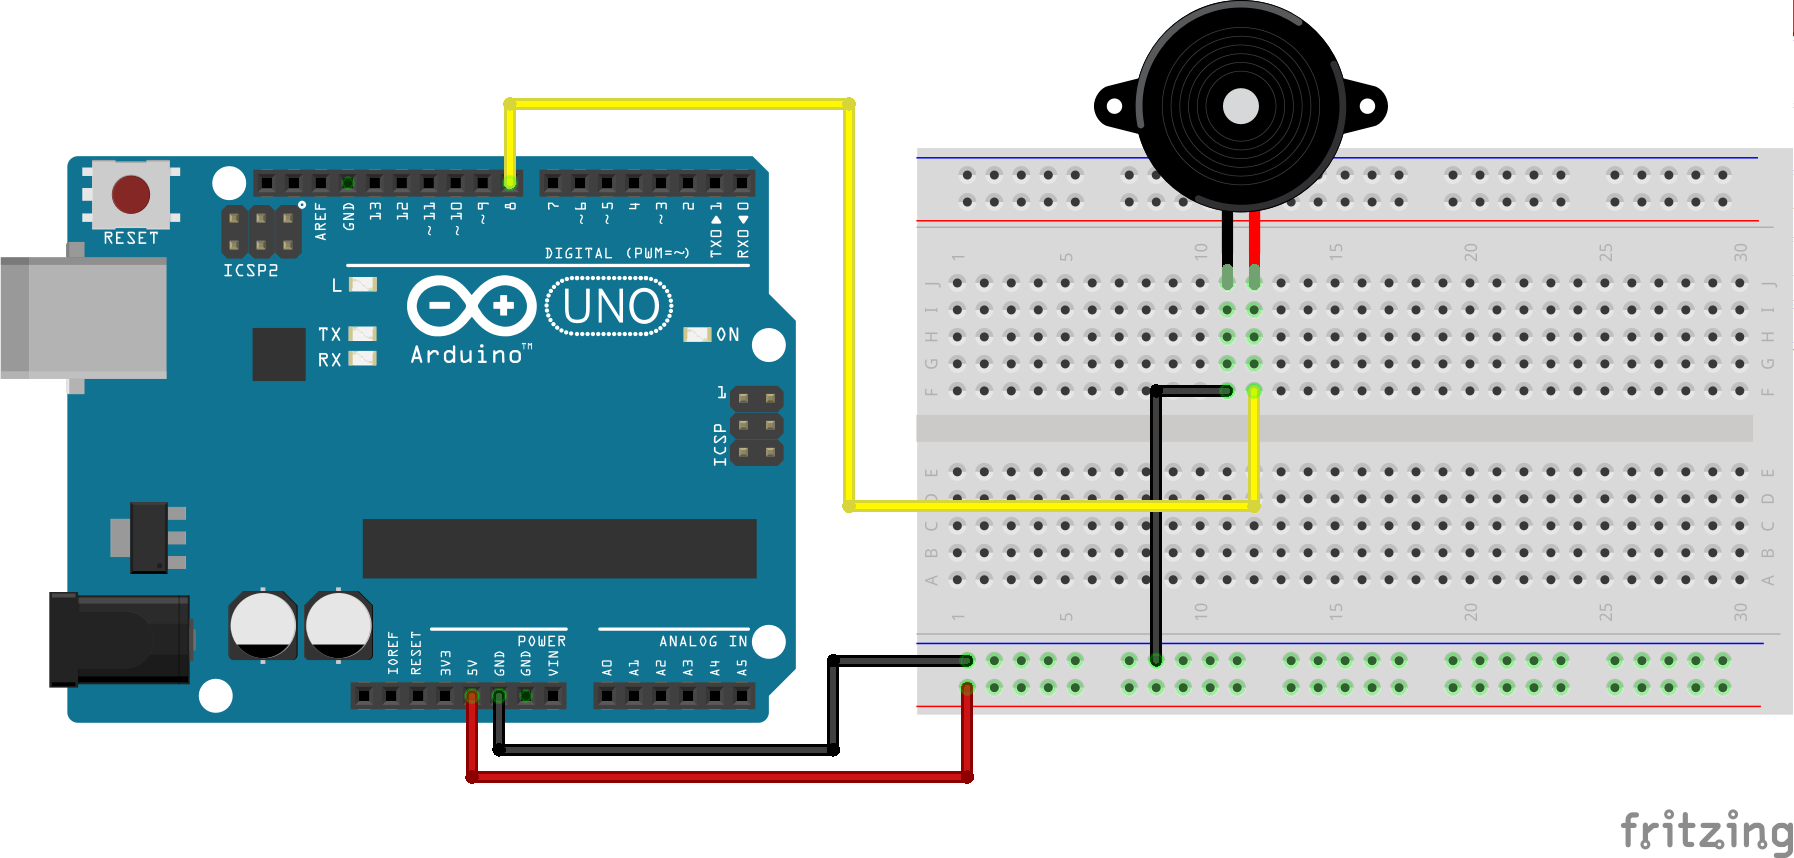 RESET
ICSP2
AREF
GND
13
12
~11
~10
~9
8
7
~6
~5
4
~3
2
TX0▶1
RX0◀0
DIGITAL (PWM=~)
L
TX
RX
UNO
Arduino™
ON
1
ICSP
IOREF
RESET
3V3
5V
GND
GND
VIN
POWER
ANALOG IN
A0
A1
A2
A3
A4
A5
1 5 10 15 20 25 30
J J
I I
H H
G G
F F
E E
D D
C C
B B
A A
1 5 10 15 20 25 30
fritzing